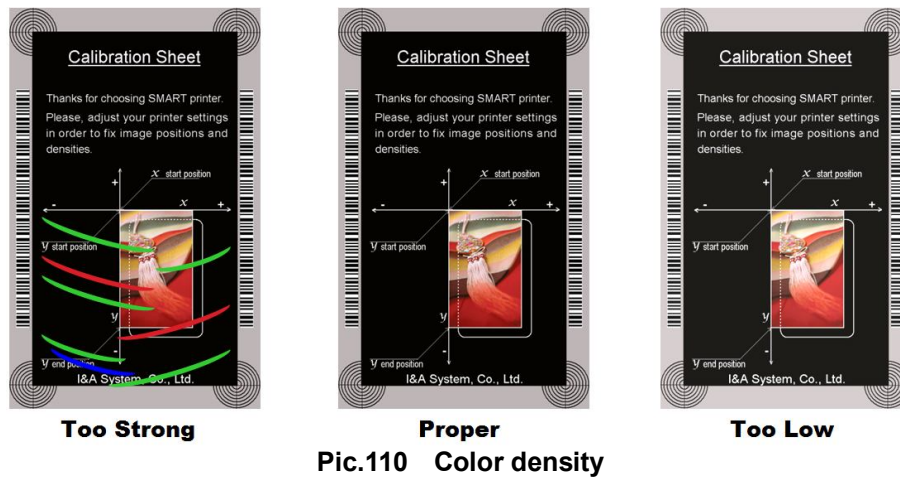 Calibration Sheet
Thanks for choosing SMART printer.
Please, adjust your printer settings
in order to fix image positions and
densities.
x start position
+
- x +
y start position
y
-
y end position
I&A System, Co., Ltd.
Too Strong
Calibration Sheet
Thanks for choosing SMART printer.
Please, adjust your printer settings
in order to fix image positions and
densities.
x start position
+
- x +
y start position
y
-
y end position
I&A System, Co., Ltd.
Proper
Calibration Sheet
Thanks for choosing SMART printer.
Please, adjust your printer settings
in order to fix image positions and
densities.
x start position
+
- x +
y start position
y
-
y end position
I&A System, Co., Ltd.
Too Low
Pic.110 Color density